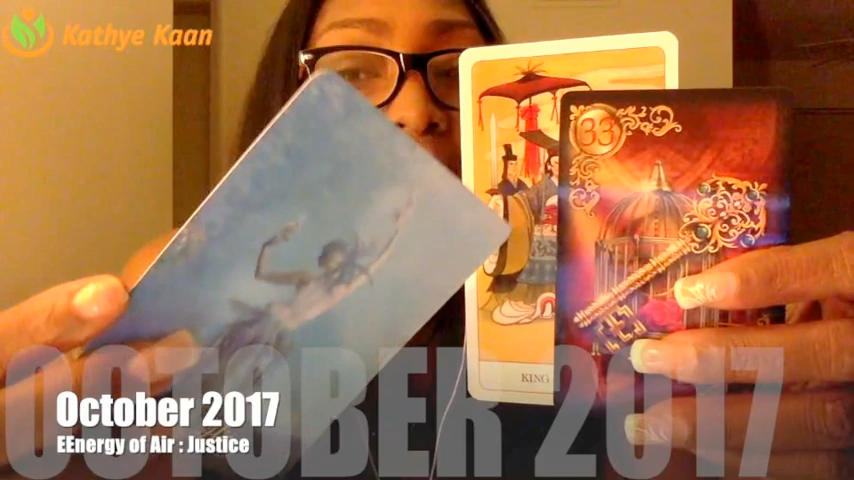 Kathye Kaan
33
KING
OCTOBER 2017
October 2017
EEnergy of Air : Justice